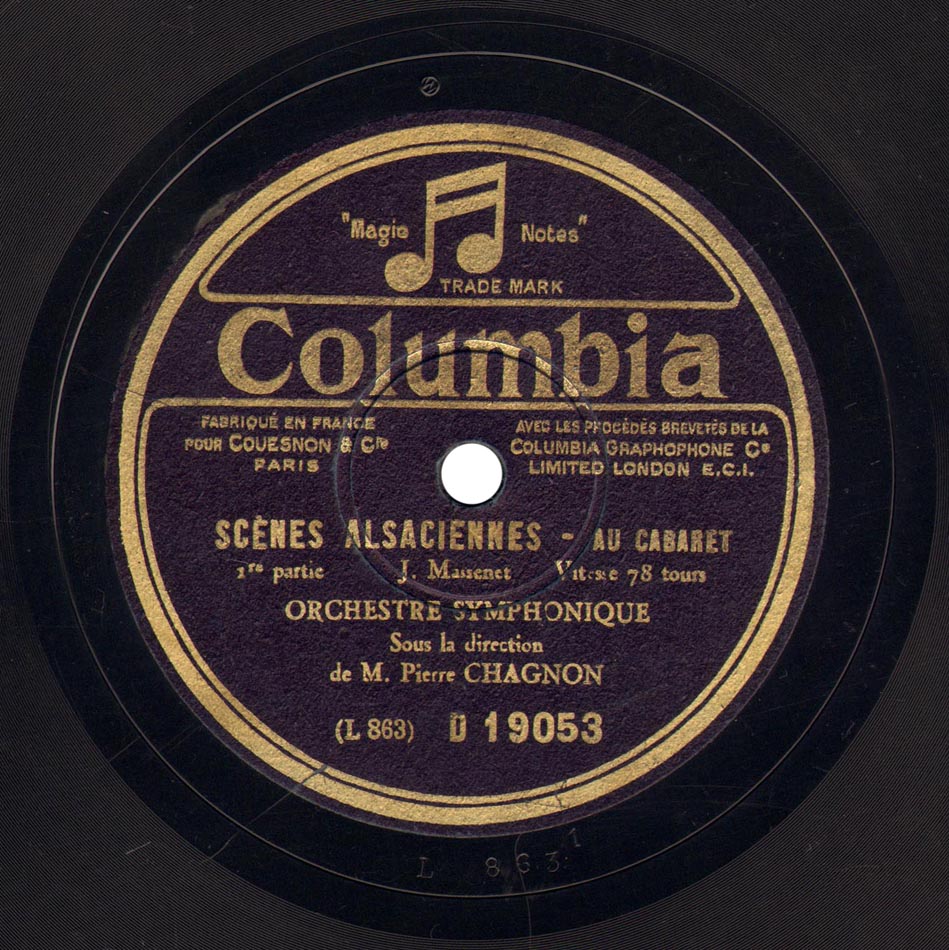 "Magic Notes"
TRADE MARK
Columbia
FABRIQUÉ EN FRANCE
POUR COUESNON & Cie
PARIS
AVEC LES PROCÉDÉS BREVETÉS DE LA
COLUMBIA GRAPHOPHONE Co
LIMITED LONDON E.C.I.
SCÈNES ALSACIENNES - AU CABARET
1re partie J. Massenet Vitesse 78 tours
ORCHESTRE SYMPHONIQUE
Sous la direction
de M. Pierre CHAGNON
(L 863) D 19053
L 863 1